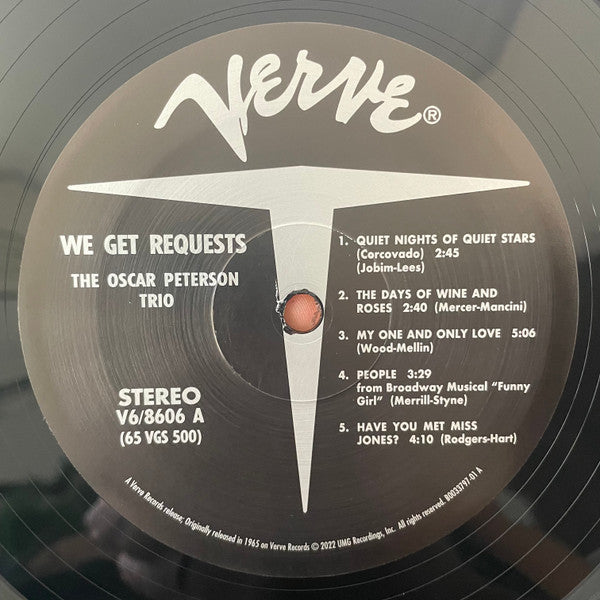 VERVE®
WE GET REQUESTS
THE OSCAR PETERSON
TRIO
STEREO
V6/8606 A
(65 VGS 500)
1. QUIET NIGHTS OF QUIET STARS
(Corcovado) 2:45
(Jobim-Lees)
2. THE DAYS OF WINE AND
ROSES 2:40 (Mercer-Mancini)
3. MY ONE AND ONLY LOVE 5:06
(Wood-Mellin)
4. PEOPLE 3:29
from Broadway Musical "Funny
Girl" (Merrill-Styne)
5. HAVE YOU MET MISS
JONES? 4:10 (Rodgers-Hart)
A Verve Records release; Originally released in 1965 on Verve Records © 2022 UMG Recordings, Inc. All rights reserved. B0033797-01 A